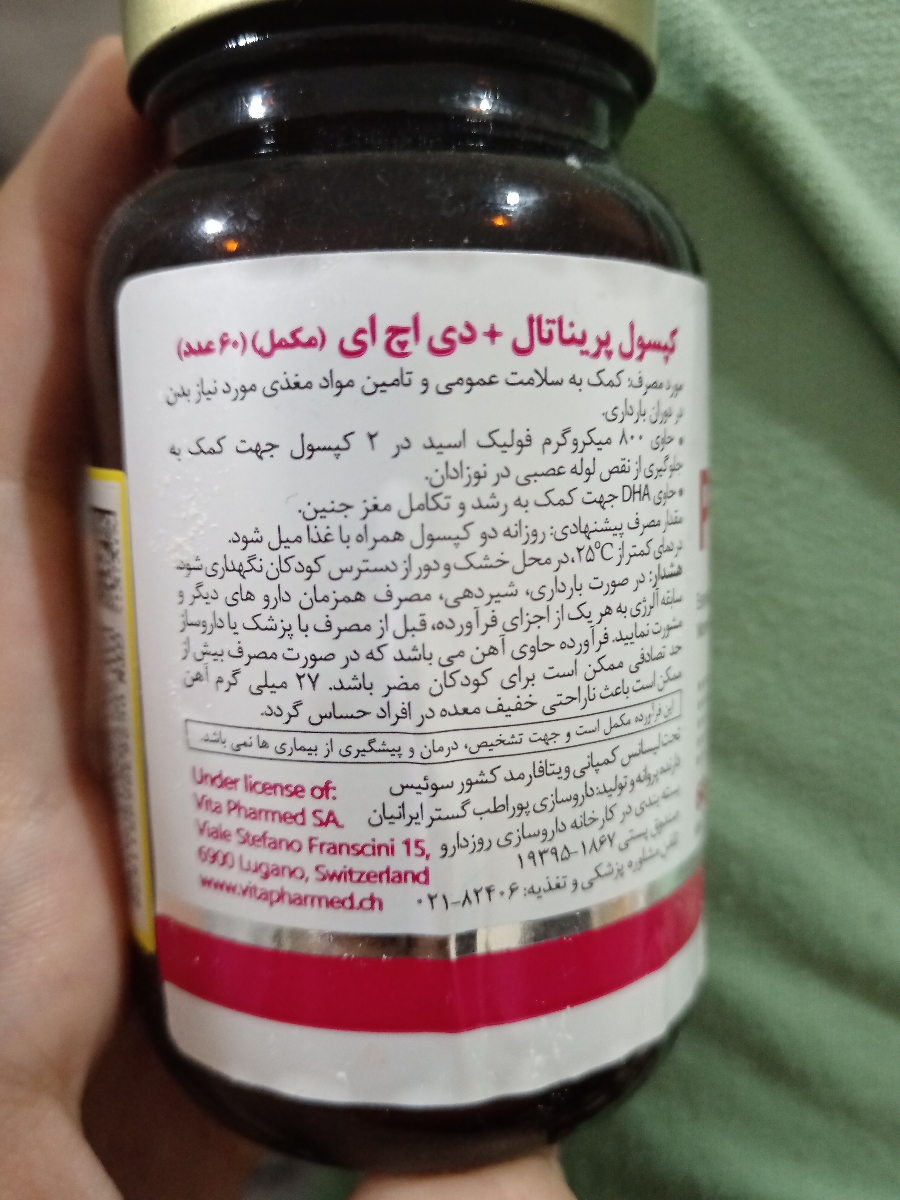 کپسول پریناتال + دی اچ ای (مکمل) (۶۰ عدد)
مورد مصرف: کمک به سلامت عمومی و تامین مواد مغذی مورد نیاز بدن
در دوران بارداری.
* حاوی ۸۰۰ میکروگرم فولیک اسید در ۲ کپسول جهت کمک به
جلوگیری از نقص لوله عصبی در نوزادان.
* حاوی DHA جهت کمک به رشد و تکامل مغز جنین.
مقدار مصرف پیشنهادی: روزانه دو کپسول همراه با غذا میل شود.
در دمای کمتر از ۲۵°C، در محل خشک و دور از دسترس کودکان نگهداری شود.
هشدار: در صورت بارداری، شیردهی، مصرف همزمان دارو های دیگر و
سابقه آلرژی به هر یک از اجزای فرآورده، قبل از مصرف با پزشک یا داروساز
مشورت نمایید. فرآورده حاوی آهن می باشد که در صورت مصرف بیش از
حد تصادفی ممکن است برای کودکان مضر باشد. ۲۷ میلی گرم آهن
ممکن است باعث ناراحتی خفیف معده در افراد حساس گردد.
این فرآورده مکمل است و جهت تشخیص، درمان و پیشگیری از بیماری ها نمی باشد.
تحت لیسانس کمپانی ویتافارمد کشور سوئیس
دارنده پروانه و تولید: داروسازی پوراطب گستر ایرانیان
بسته بندی در کارخانه داروسازی روزدارو
صندوق پستی ۱۸۶۷-۱۹۳۹۵
تلفن مشاوره پزشکی و تغذیه: ۸۲۴۰۶-۰۲۱
Under license of:
Vita Pharmed SA.
Viale Stefano Franscini 15,
6900 Lugano, Switzerland
www.vitapharmed.ch